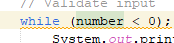 // Validate input
while (number < 0);
System.out.print